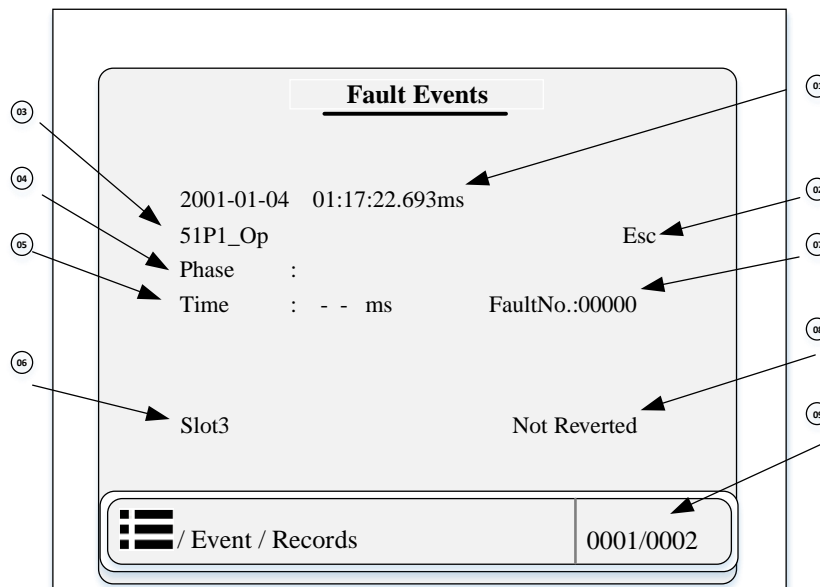 Fault Events
03
04
05
06
2001-01-04 01:17:22.693ms
51P1_Op
Esc
Phase :
Time : - - ms FaultNo.:00000
Slot3
Not Reverted
/ Event / Records
0001/0002